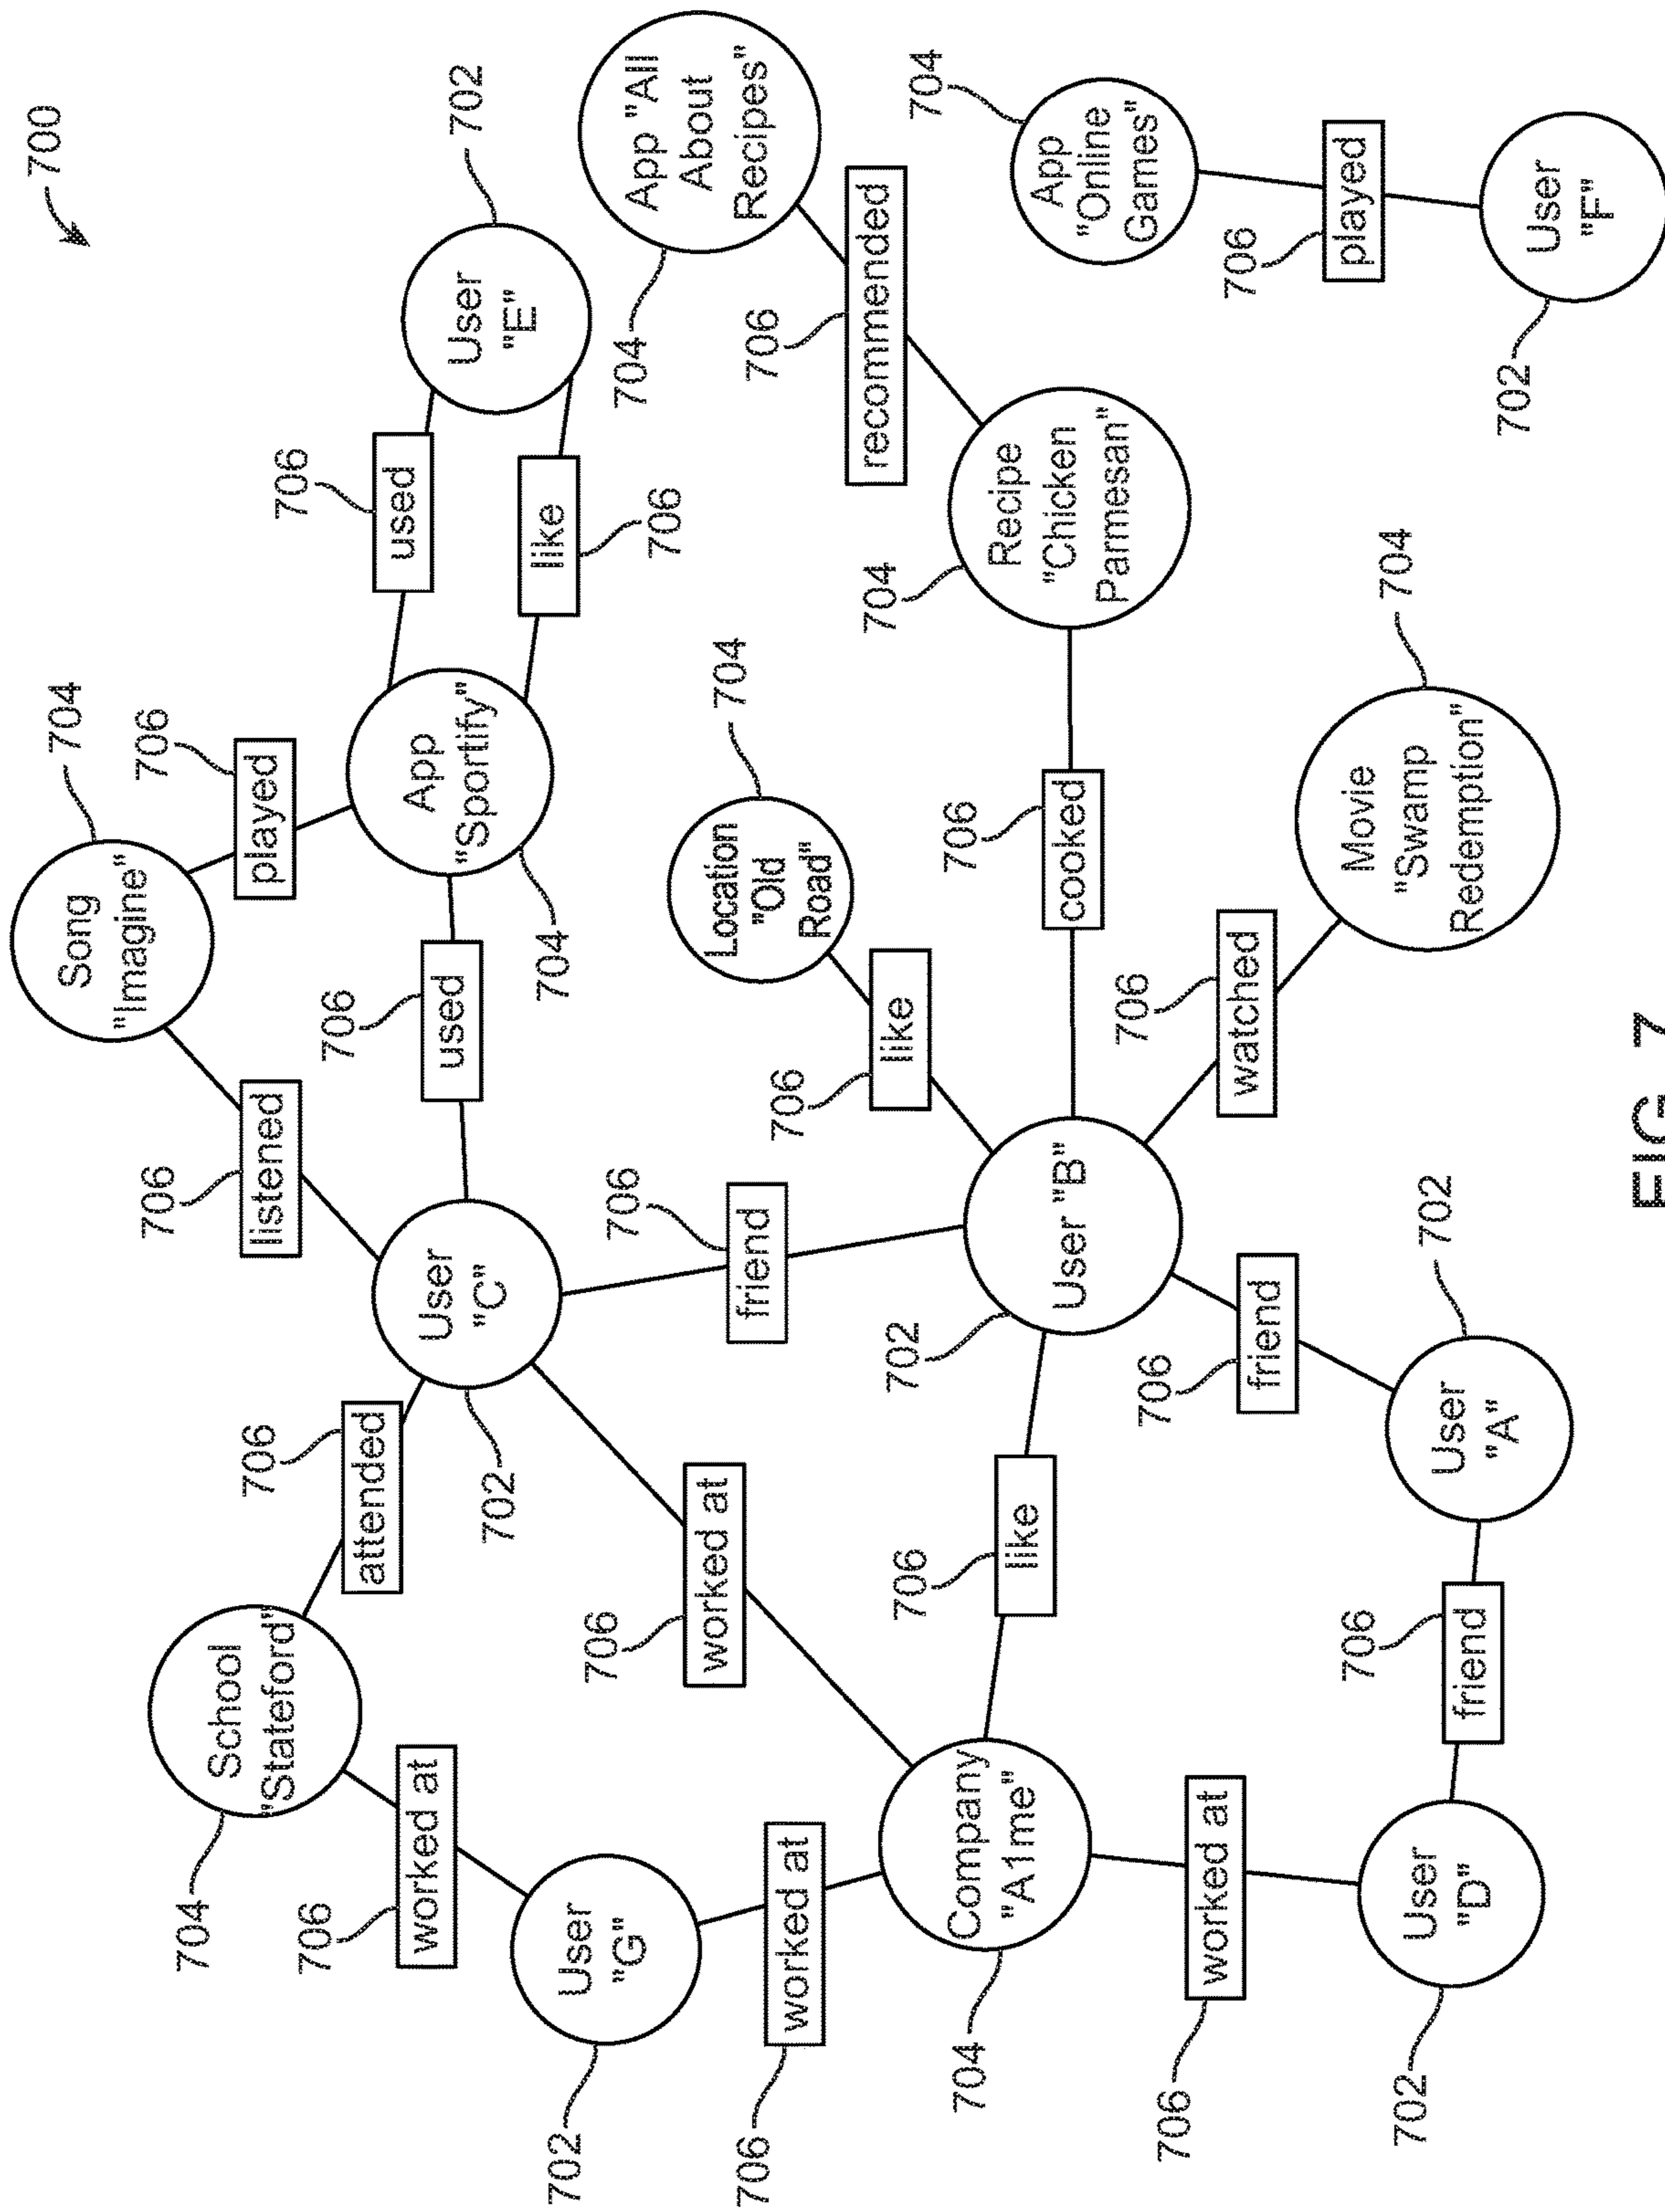 700
704
Song
"Imagine"
706
706
704
School
"Stateford"
706
listened
played
706
706
706
attended
used
worked at
User
"C"
used
App
"Sportify"
User
"E"
702
702
704
like
702
User
"G"
706
706
704
706
App "All
About
Recipes"
worked at
friend
Location
"Old
Road"
704
706
worked at
706
706
704
recommended
706
702
like
704
706
704
Company
"A1me"
like
User "B"
cooked
Recipe
"Chicken
Parmesan"
App
"Online
Games"
706
706
706
worked at
friend
watched
706
played
706
704
702
User
"D"
friend
User
"A"
702
Movie
"Swamp
Redemption"
702
User
"F"
FIG. 7